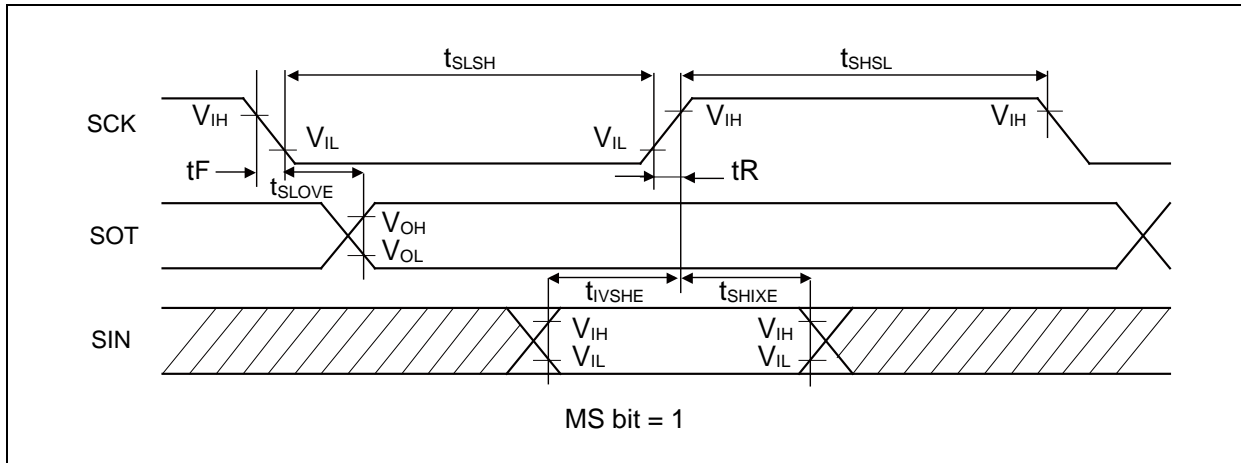 tSLSH
tSHSL
SCK
VIH
VIL
VIL
VIH
VIH
tF
tSLOVE
tR
SOT
VOH
VOL
tIVSHE
tSHIXE
SIN
VIH
VIL
VIH
VIL
MS bit = 1